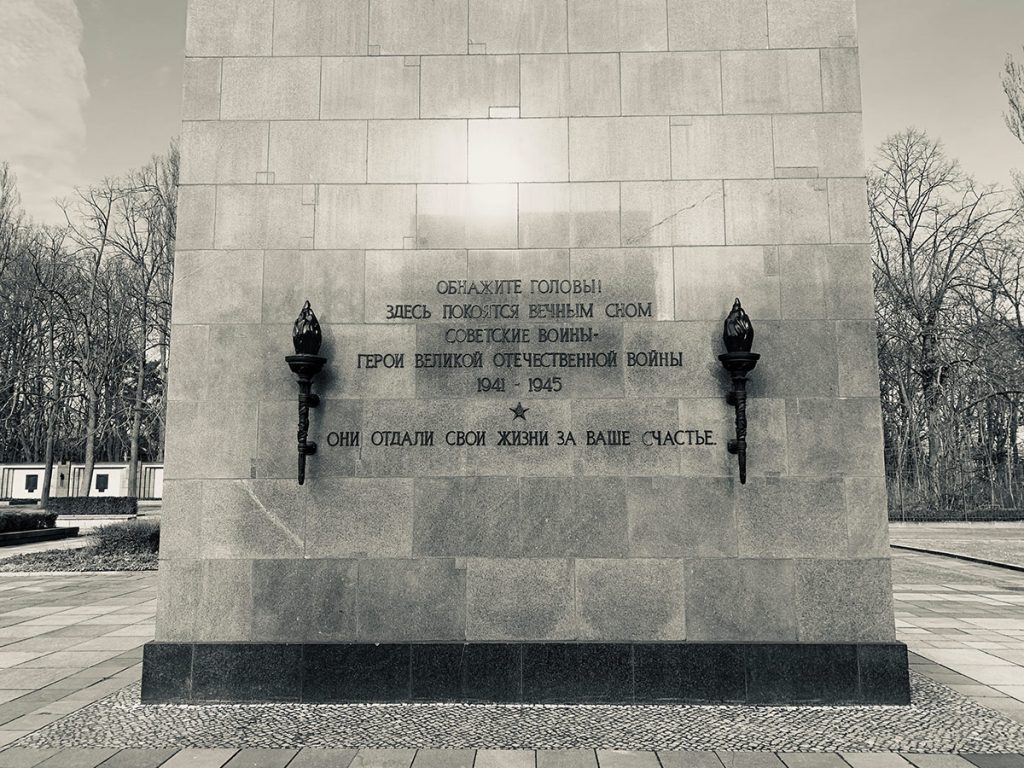 ОБНАЖИТЕ ГОЛОВЫ!
ЗДЕСЬ ПОКОЯТСЯ ВЕЧНЫМ СНОМ
СОВЕТСКИЕ ВОИНЫ-
ГЕРОИ ВЕЛИКОЙ ОТЕЧЕСТВЕННОЙ ВОЙНЫ
1941 - 1945
ОНИ ОТДАЛИ СВОИ ЖИЗНИ ЗА ВАШЕ СЧАСТЬЕ.